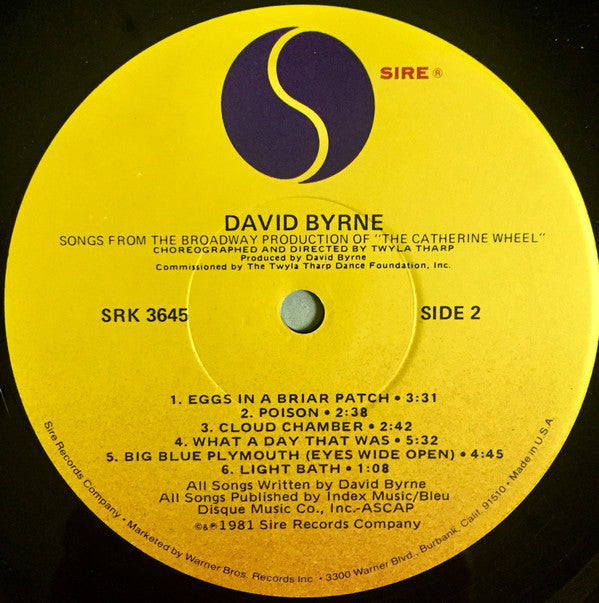 SIRE ®
DAVID BYRNE
SONGS FROM THE BROADWAY PRODUCTION OF "THE CATHERINE WHEEL"
CHOREOGRAPHED AND DIRECTED BY TWYLA THARP
Produced by David Byrne
Commissioned by The Twyla Tharp Dance Foundation, Inc.
SRK 3645
SIDE 2
1. EGGS IN A BRIAR PATCH • 3:31
2. POISON • 2:38
3. CLOUD CHAMBER • 2:42
4. WHAT A DAY THAT WAS • 5:32
5. BIG BLUE PLYMOUTH (EYES WIDE OPEN) • 4:45
6. LIGHT BATH • 1:08
All Songs Written by David Byrne
All Songs Published by Index Music/Bleu
Disque Music Co., Inc.-ASCAP
©&℗1981 Sire Records Company
Sire Records Company • Marketed by Warner Bros. Records Inc. • 3300 Warner Blvd., Burbank, Calif. 91510 • Made in U.S.A.